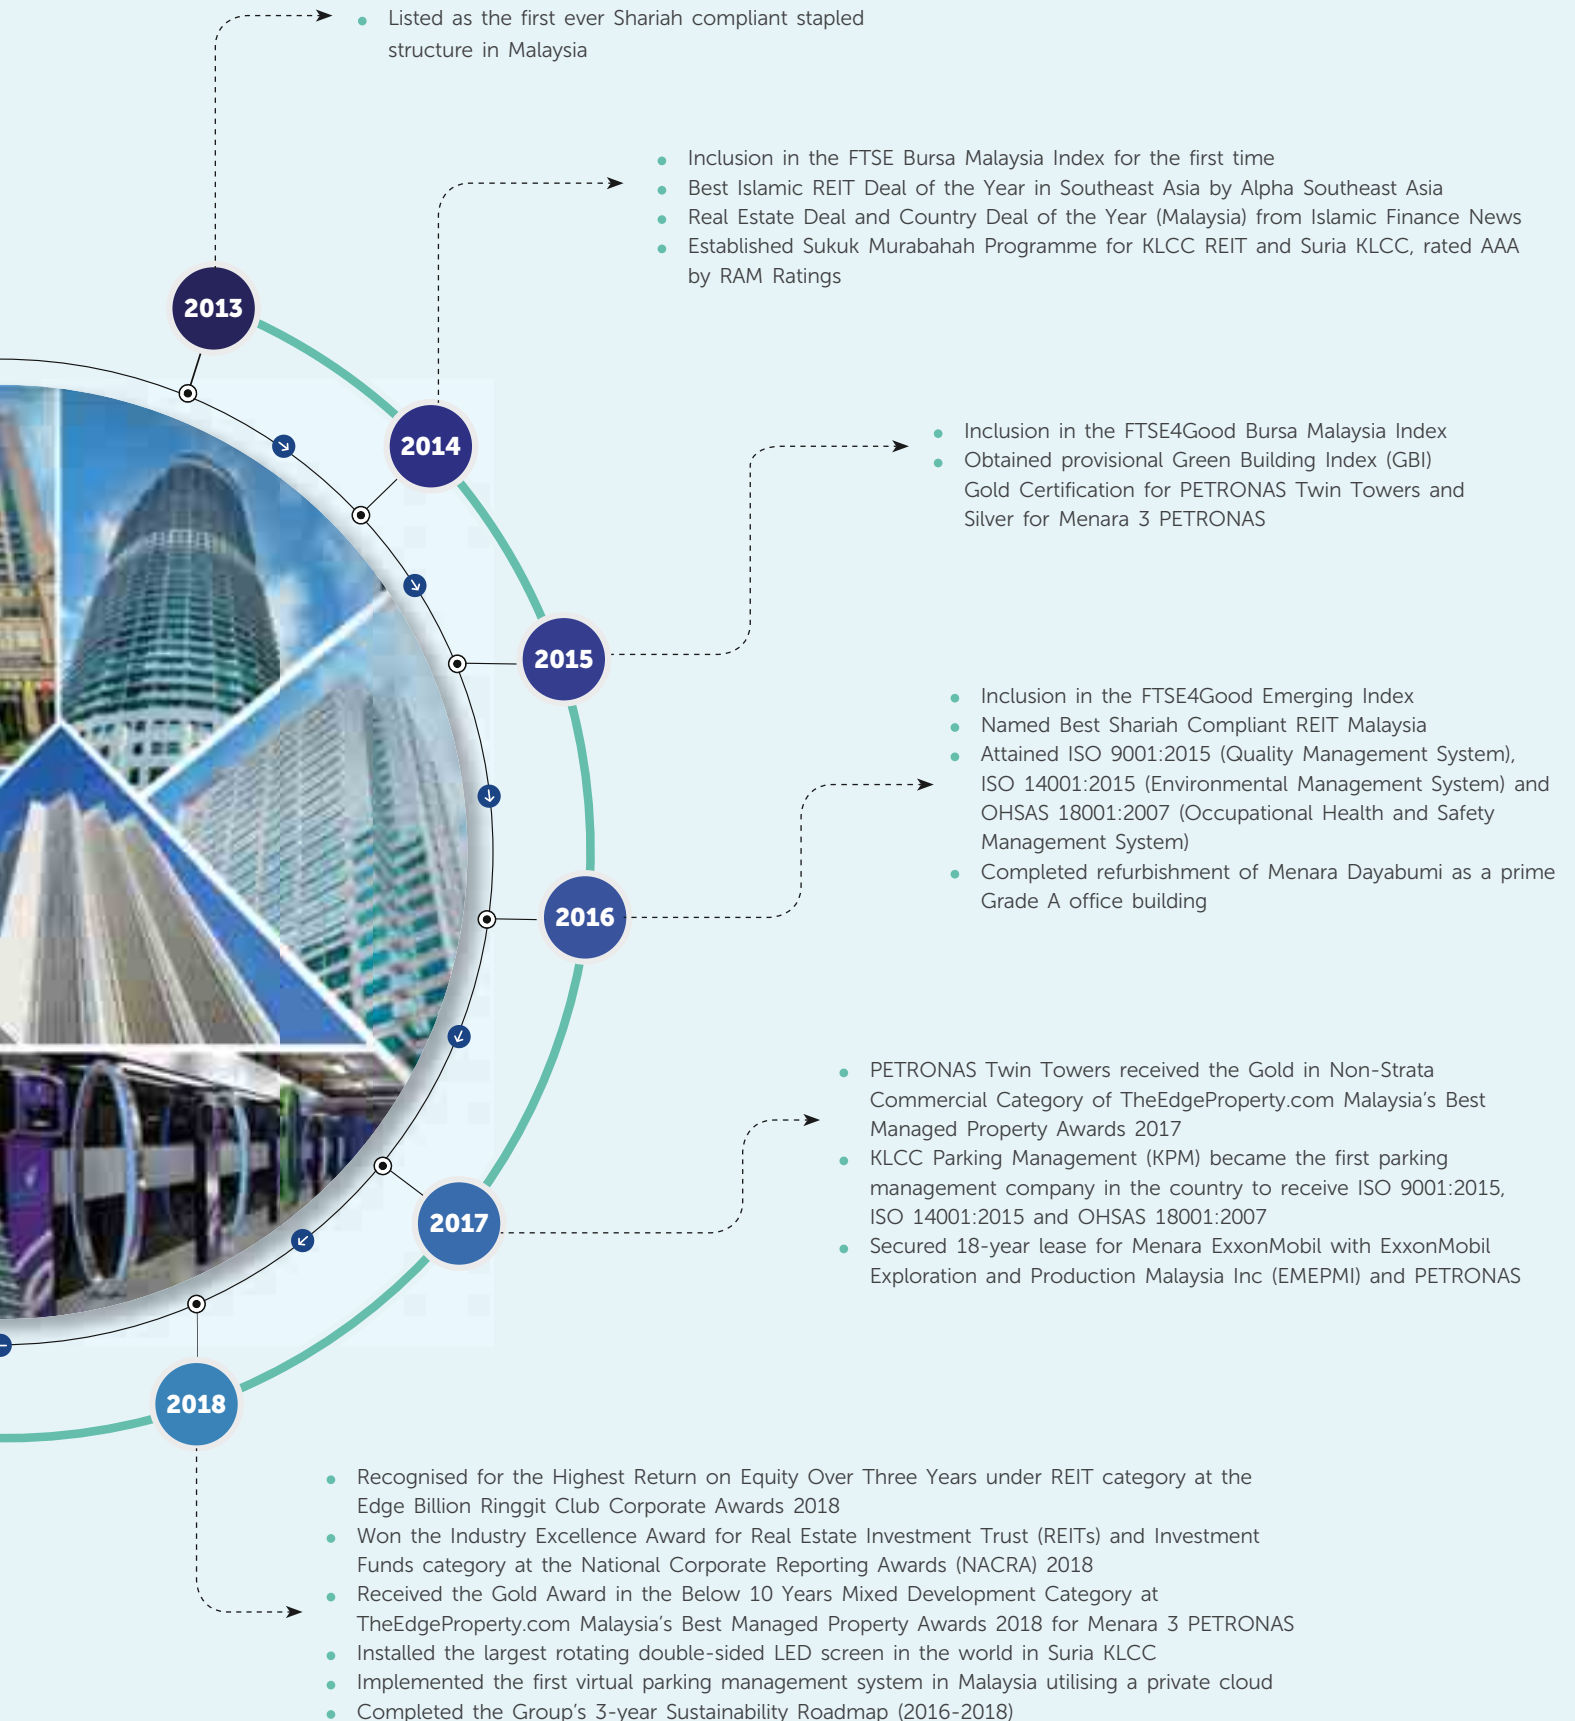 • Listed as the first ever Shariah compliant stapled
structure in Malaysia
2013
• Inclusion in the FTSE Bursa Malaysia Index for the first time
• Best Islamic REIT Deal of the Year in Southeast Asia by Alpha Southeast Asia
• Real Estate Deal and Country Deal of the Year (Malaysia) from Islamic Finance News
• Established Sukuk Murabahah Programme for KLCC REIT and Suria KLCC, rated AAA
by RAM Ratings
2014
• Inclusion in the FTSE4Good Bursa Malaysia Index
• Obtained provisional Green Building Index (GBI)
Gold Certification for PETRONAS Twin Towers and
Silver for Menara 3 PETRONAS
2015
• Inclusion in the FTSE4Good Emerging Index
• Named Best Shariah Compliant REIT Malaysia
• Attained ISO 9001:2015 (Quality Management System),
ISO 14001:2015 (Environmental Management System) and
OHSAS 18001:2007 (Occupational Health and Safety
Management System)
• Completed refurbishment of Menara Dayabumi as a prime
Grade A office building
2016
• PETRONAS Twin Towers received the Gold in Non-Strata
Commercial Category of TheEdgeProperty.com Malaysia's Best
Managed Property Awards 2017
• KLCC Parking Management (KPM) became the first parking
management company in the country to receive ISO 9001:2015,
ISO 14001:2015 and OHSAS 18001:2007
• Secured 18-year lease for Menara ExxonMobil with ExxonMobil
Exploration and Production Malaysia Inc (EMEPMI) and PETRONAS
2017
2018
• Recognised for the Highest Return on Equity Over Three Years under REIT category at the
Edge Billion Ringgit Club Corporate Awards 2018
• Won the Industry Excellence Award for Real Estate Investment Trust (REITs) and Investment
Funds category at the National Corporate Reporting Awards (NACRA) 2018
• Received the Gold Award in the Below 10 Years Mixed Development Category at
TheEdgeProperty.com Malaysia's Best Managed Property Awards 2018 for Menara 3 PETRONAS
• Installed the largest rotating double-sided LED screen in the world in Suria KLCC
• Implemented the first virtual parking management system in Malaysia utilising a private cloud
• Completed the Group's 3-year Sustainability Roadmap (2016-2018)